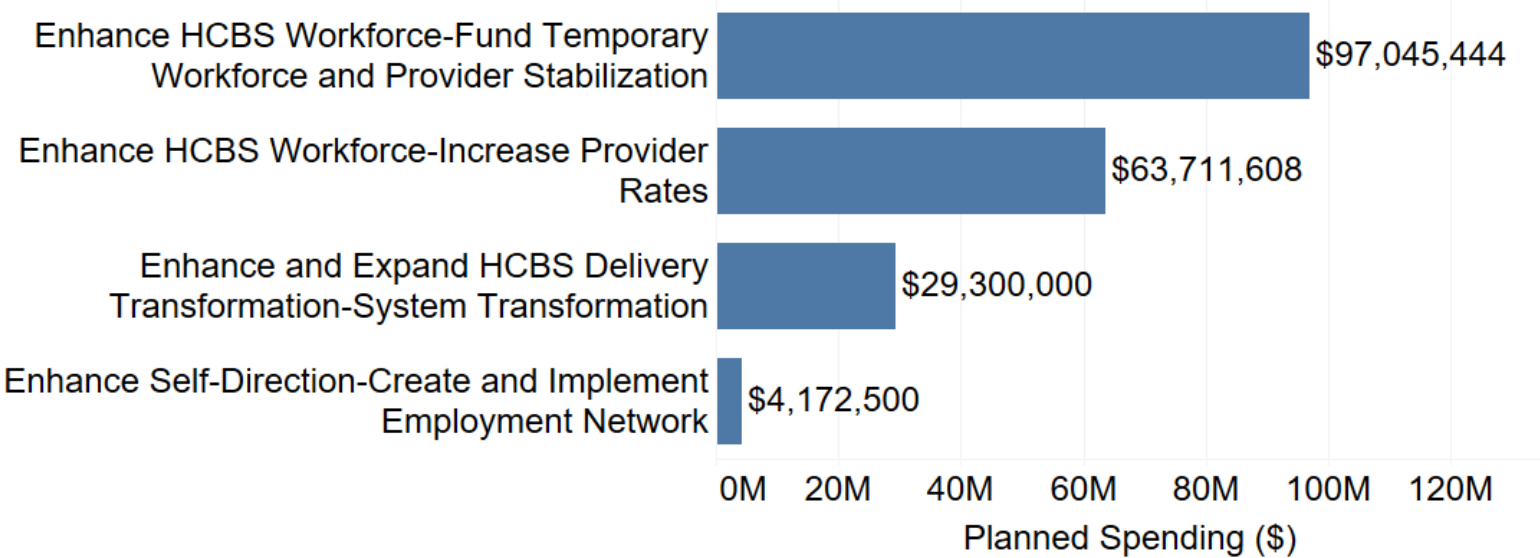 Enhance HCBS Workforce-Fund Temporary
Workforce and Provider Stabilization
$97,045,444
Enhance HCBS Workforce-Increase Provider
Rates
$63,711,608
Enhance and Expand HCBS Delivery
Transformation-System Transformation
$29,300,000
Enhance Self-Direction-Create and Implement
Employment Network
$4,172,500
0M 20M 40M 60M 80M 100M 120M
Planned Spending ($)